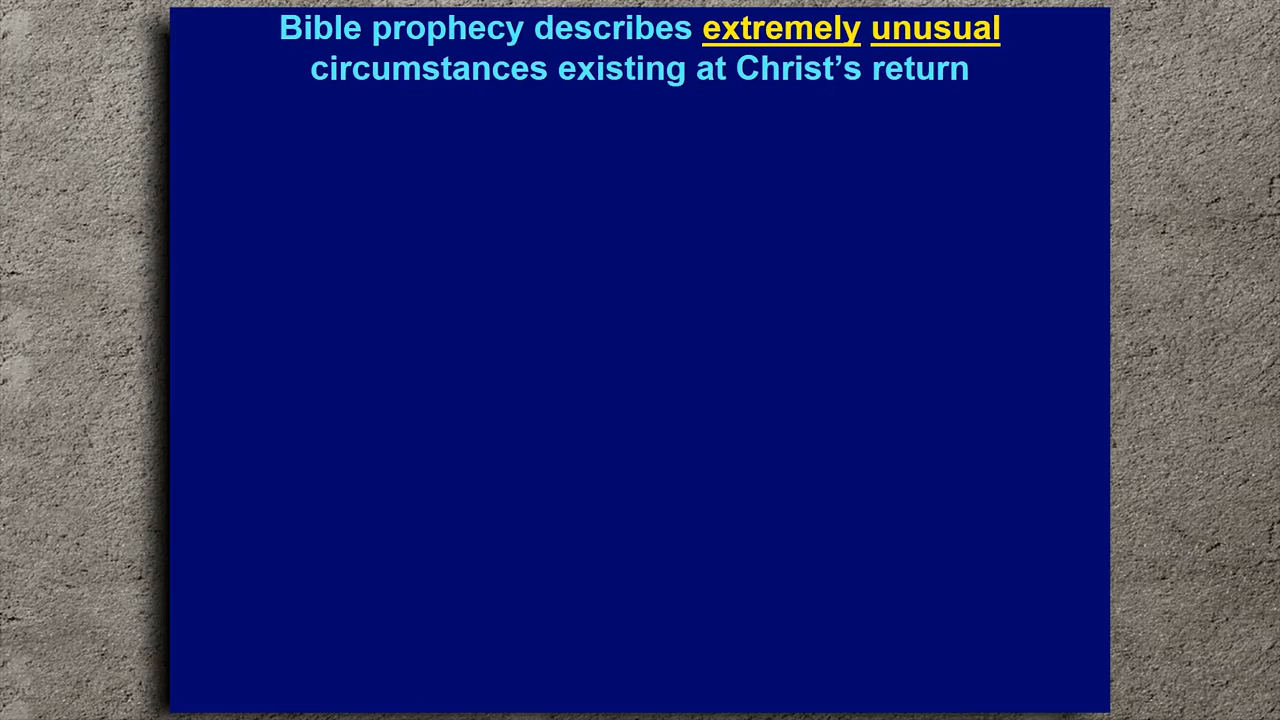 Bible prophecy describes extremely unusual
circumstances existing at Christ’s return